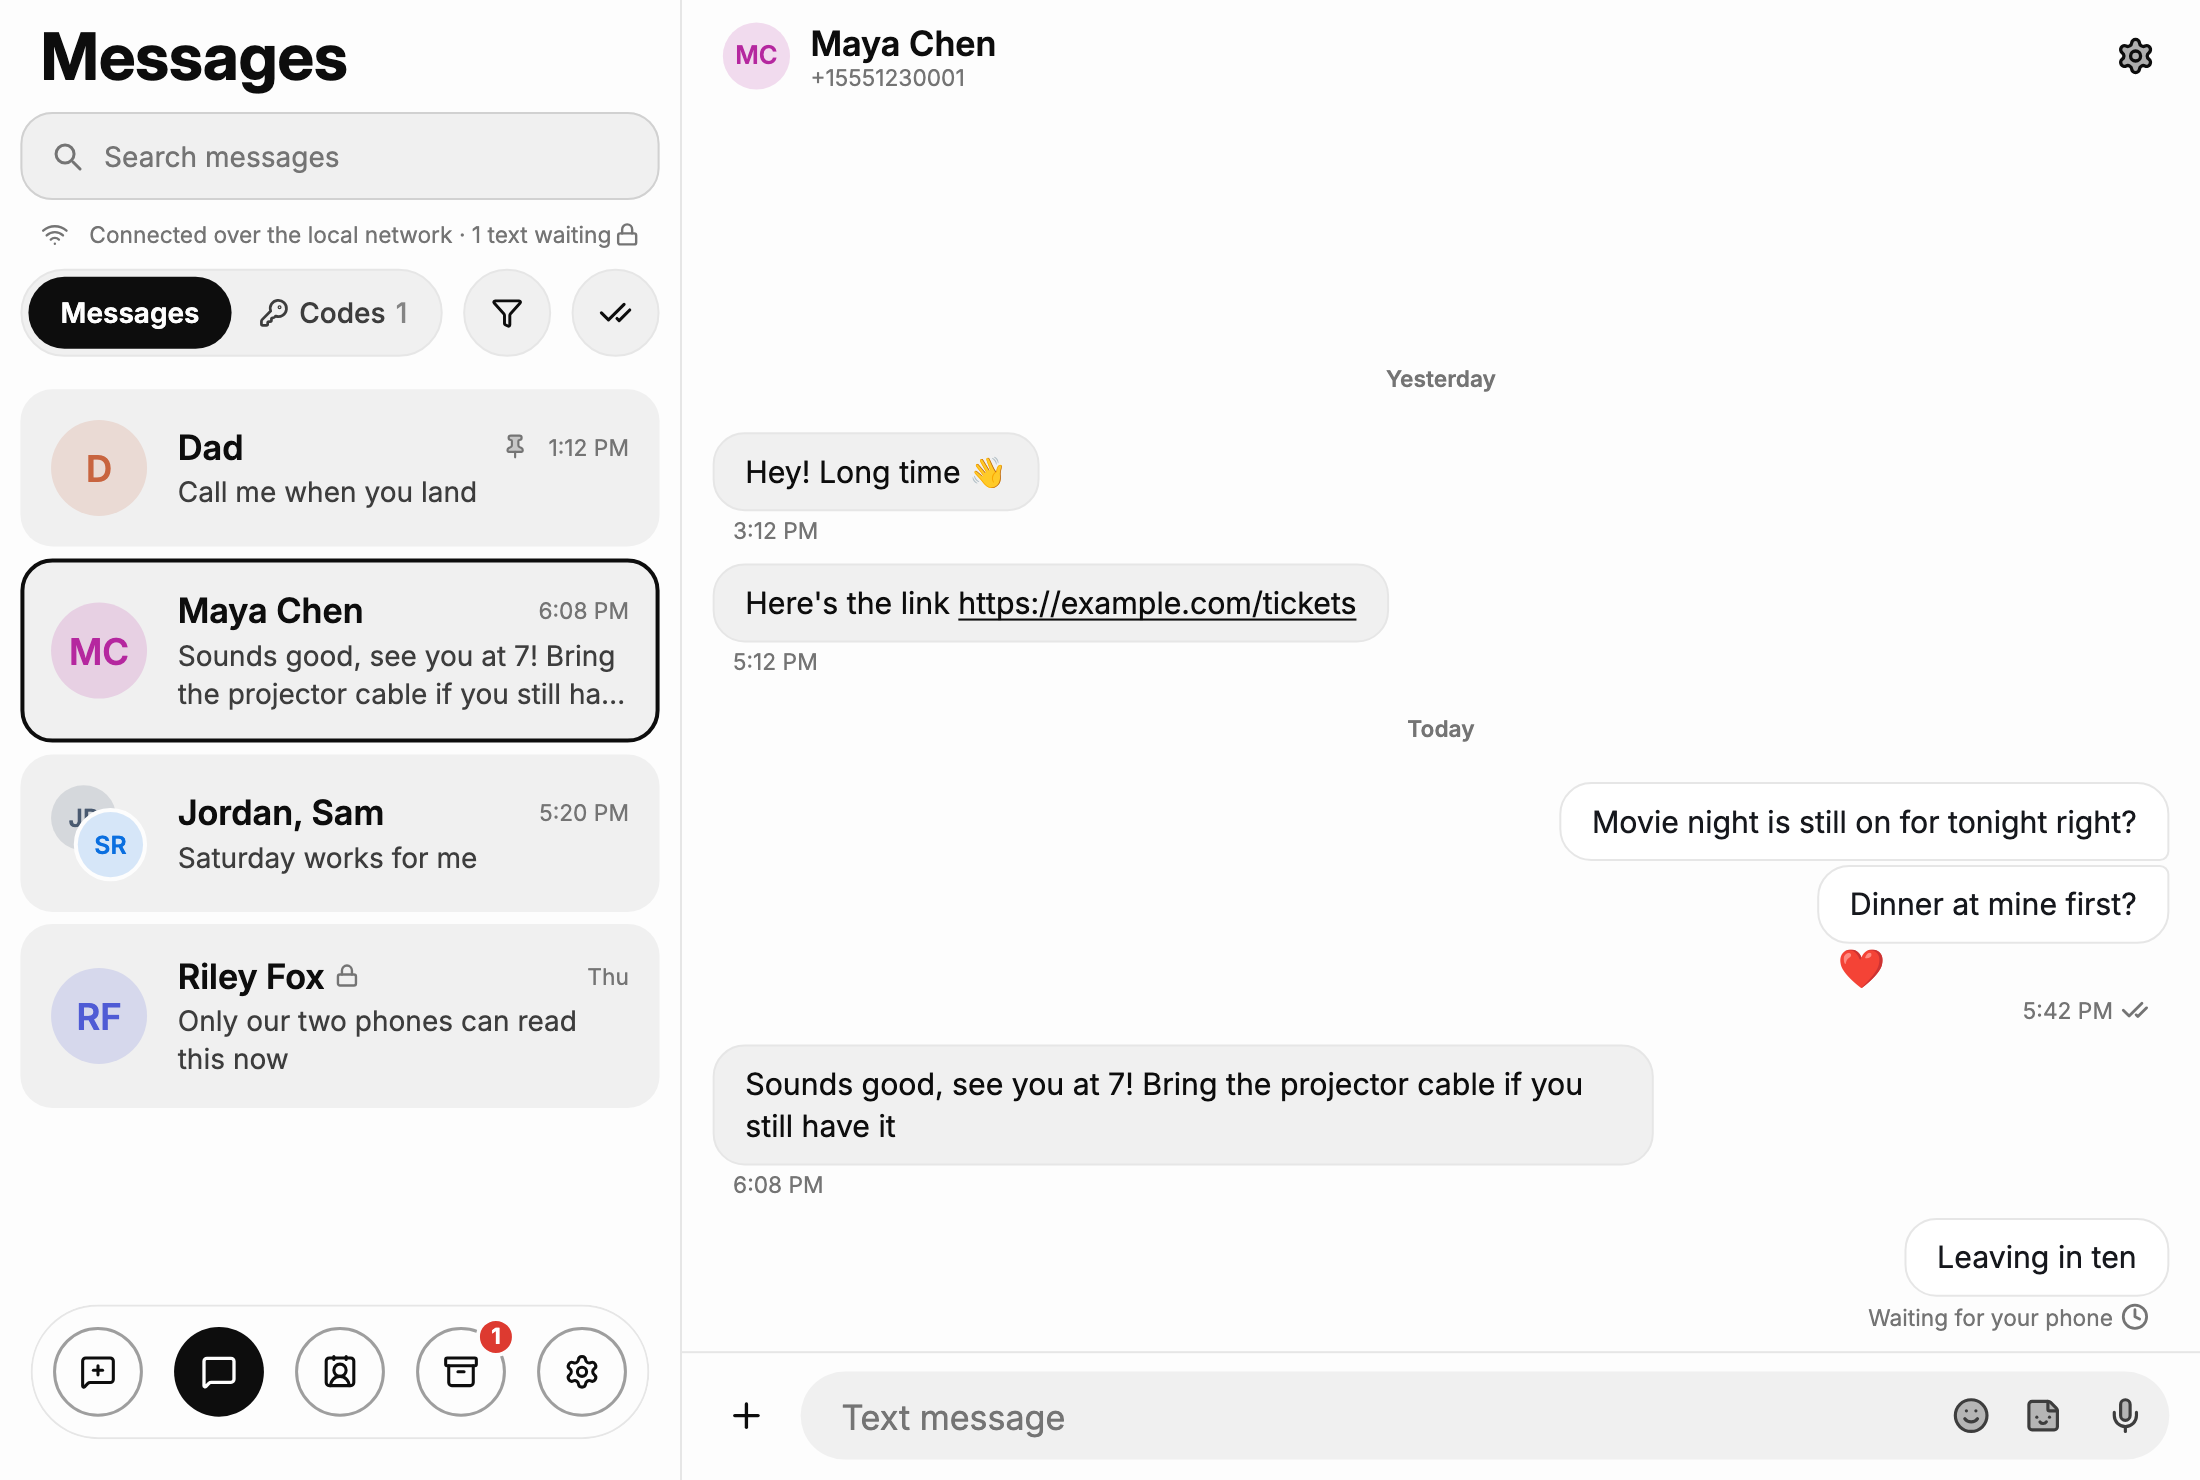 Messages
Search messages
Connected over the local network · 1 text waiting
Messages
Codes 1
D
Dad
1:12 PM
Call me when you land
MC
Maya Chen
6:08 PM
Sounds good, see you at 7! Bring
the projector cable if you still ha...
SR
Jordan, Sam
5:20 PM
Saturday works for me
RF
Riley Fox
Thu
Only our two phones can read
this now
1
MC
Maya Chen
+15551230001
Yesterday
Hey! Long time 👋
3:12 PM
Here's the link https://example.com/tickets
5:12 PM
Today
Movie night is still on for tonight right?
Dinner at mine first?
❤️
5:42 PM
Sounds good, see you at 7! Bring the projector cable if you
still have it
6:08 PM
Leaving in ten
Waiting for your phone
Text message